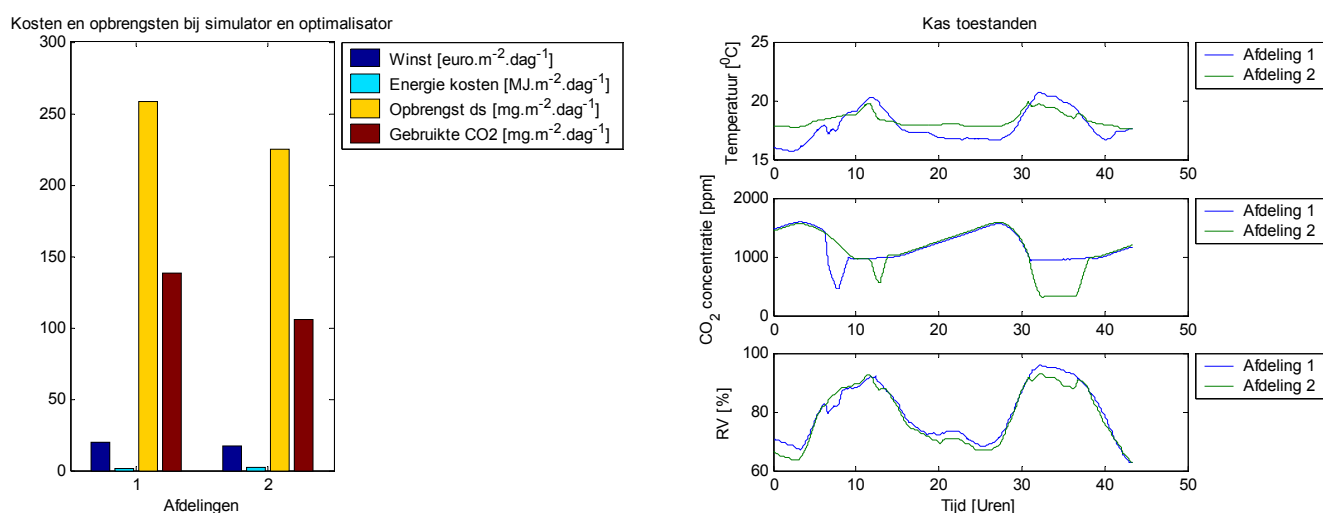 Kosten en opbrengsten bij simulator en optimalisator
300
250
200
150
100
50
0
1
2
Afdelingen
Winst [euro.m-2.dag-1]
Energie kosten [MJ.m-2.dag-1]
Opbrengst ds [mg.m-2.dag-1]
Gebruikte CO2 [mg.m-2.dag-1]
Kas toestanden
Temperatuur [0C]
25
20
15
0 10 20 30 40 50
Afdeling 1
Afdeling 2
CO2 concentratie [ppm]
2000
1000
0
0 10 20 30 40 50
Afdeling 1
Afdeling 2
RV [%]
100
80
60
0 10 20 30 40 50
Tijd [Uren]
Afdeling 1
Afdeling 2